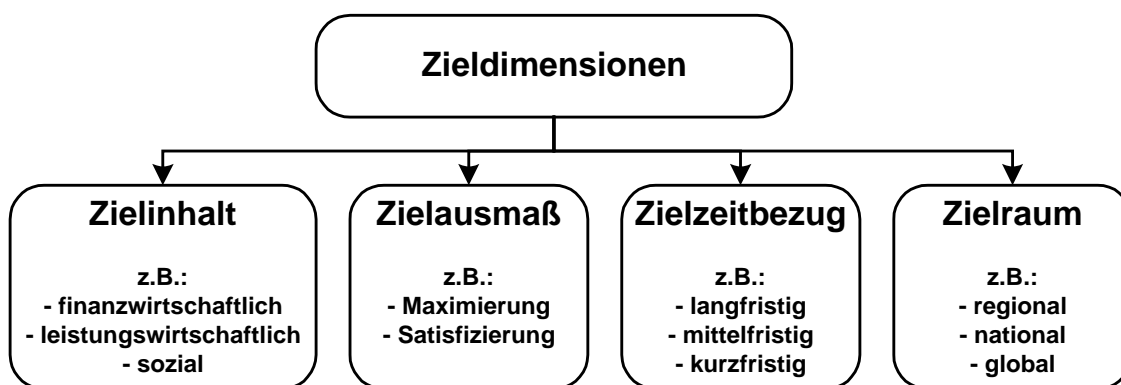 Zieldimensionen
Zielinhalt
z.B.:
- finanzwirtschaftlich
- leistungswirtschaftlich
- sozial
Zielausmaß
z.B.:
- Maximierung
- Satisfizierung
Zielzeitbezug
z.B.:
- langfristig
- mittelfristig
- kurzfristig
Zielraum
z.B.:
- regional
- national
- global